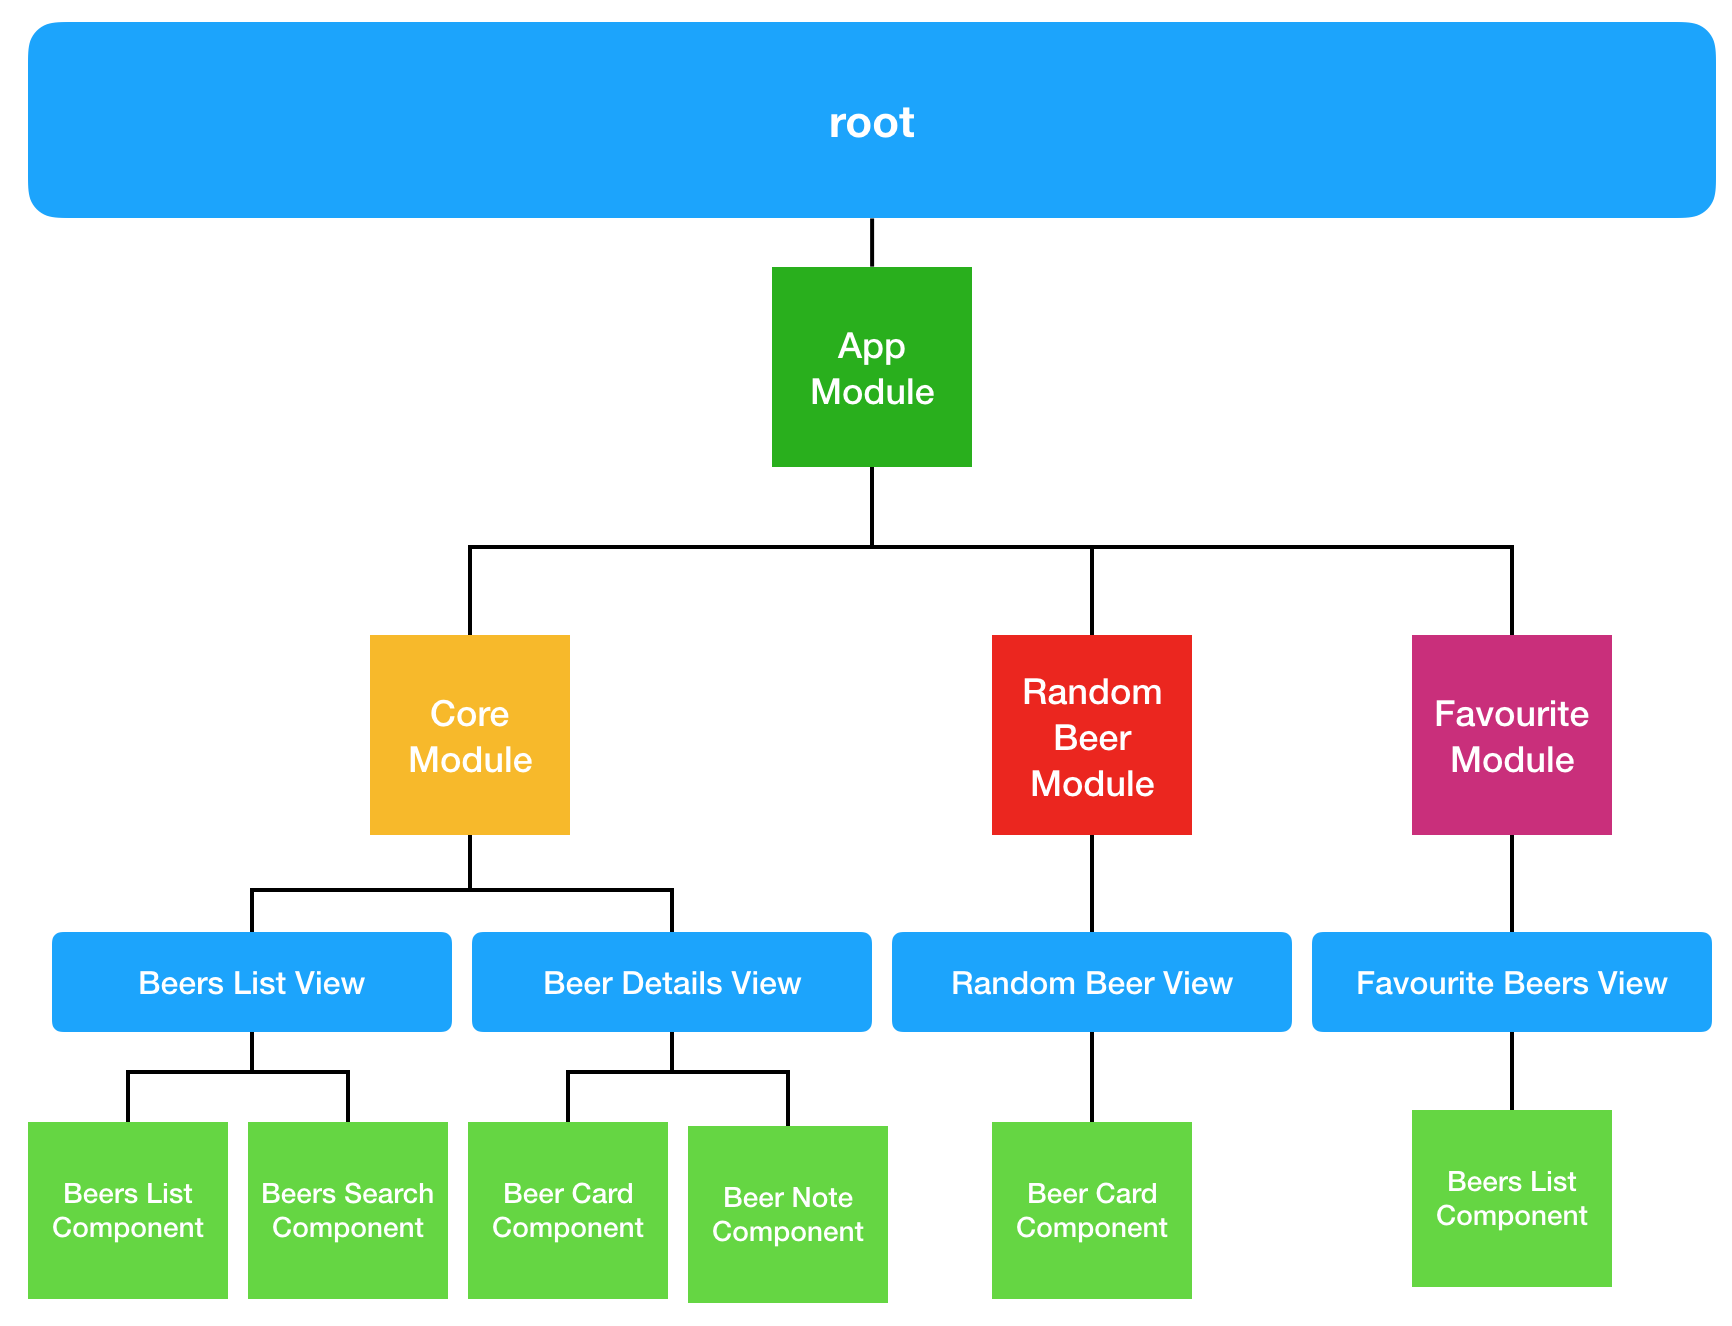 root
App
Module
Core
Module
Random
Beer
Module
Favourite
Module
Beers List View
Beer Details View
Random Beer View
Favourite Beers View
Beers List
Component
Beers Search
Component
Beer Card
Component
Beer Note
Component
Beer Card
Component
Beers List
Component